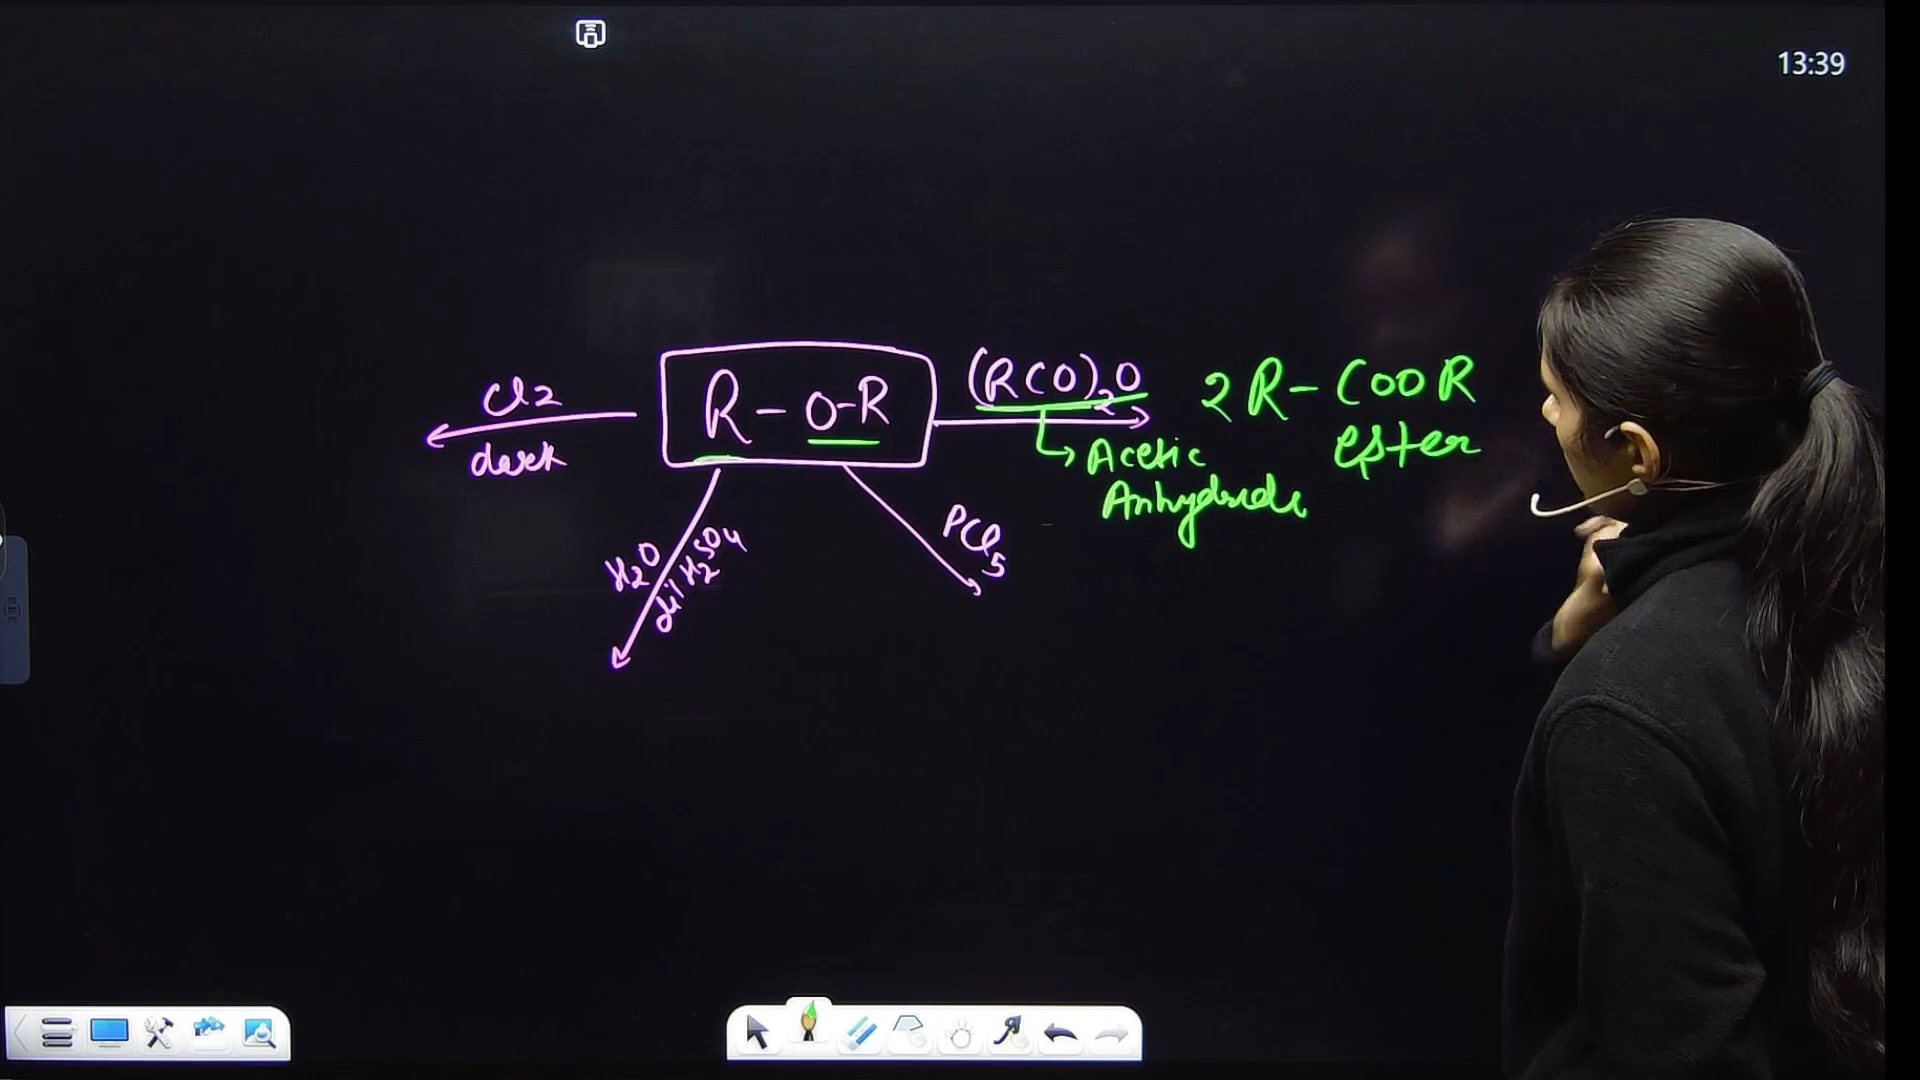 13:39
Cl2
dark
R-O-R
(RCO)2O
2R-COOR
ester
Acetic
Anhydride
H2O
dil H2SO4
PCl5